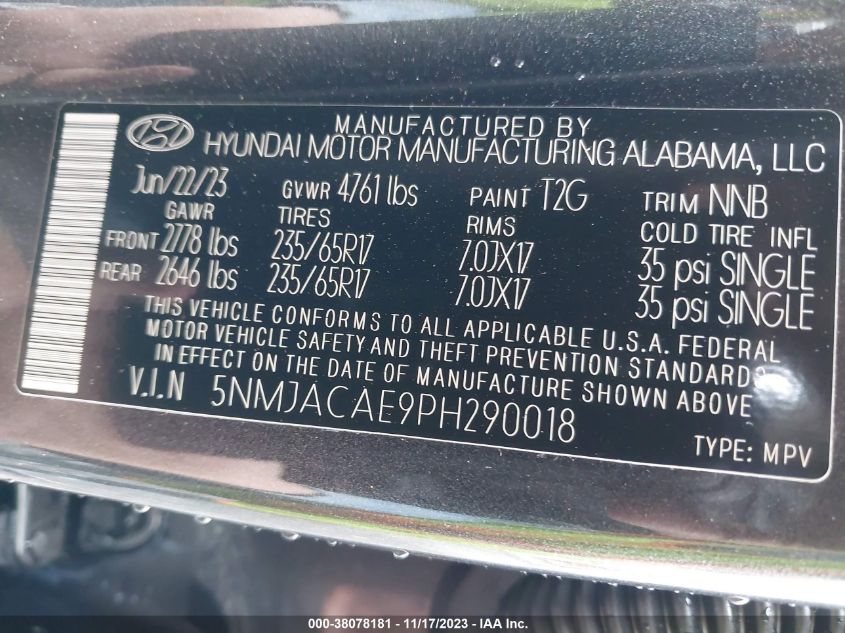 MANUFACTURED BY
HYUNDAI MOTOR MANUFACTURING ALABAMA, LLC
Jun/22/23 GVWR 4761 lbs PAINT T2G TRIM NNB
GAWR TIRES RIMS COLD TIRE INFL
FRONT 2778 lbs 235/65R17 7.0JX17 35 psi SINGLE
REAR 2646 lbs 235/65R17 7.0JX17 35 psi SINGLE
THIS VEHICLE CONFORMS TO ALL APPLICABLE U.S.A. FEDERAL
MOTOR VEHICLE SAFETY AND THEFT PREVENTION STANDARDS
IN EFFECT ON THE DATE OF MANUFACTURE SHOWN ABOVE
V.I.N 5NMJACAE9PH290018
TYPE: MPV
000-38078181 - 11/17/2023 - IAA Inc.